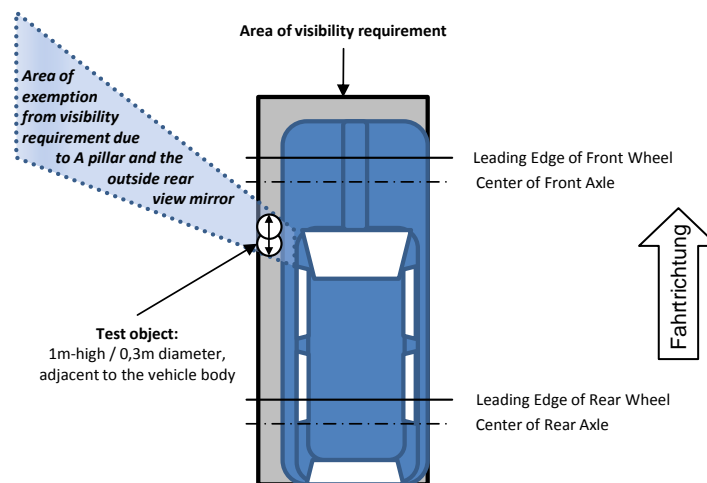 Area of visibility requirement
Area of
exemption
from visibility
requirement due
to A pillar and the
outside rear
view mirror
Leading Edge of Front Wheel
Center of Front Axle
Fahrtrichtung
Test object:
1m-high / 0,3m diameter,
adjacent to the vehicle body
Leading Edge of Rear Wheel
Center of Rear Axle